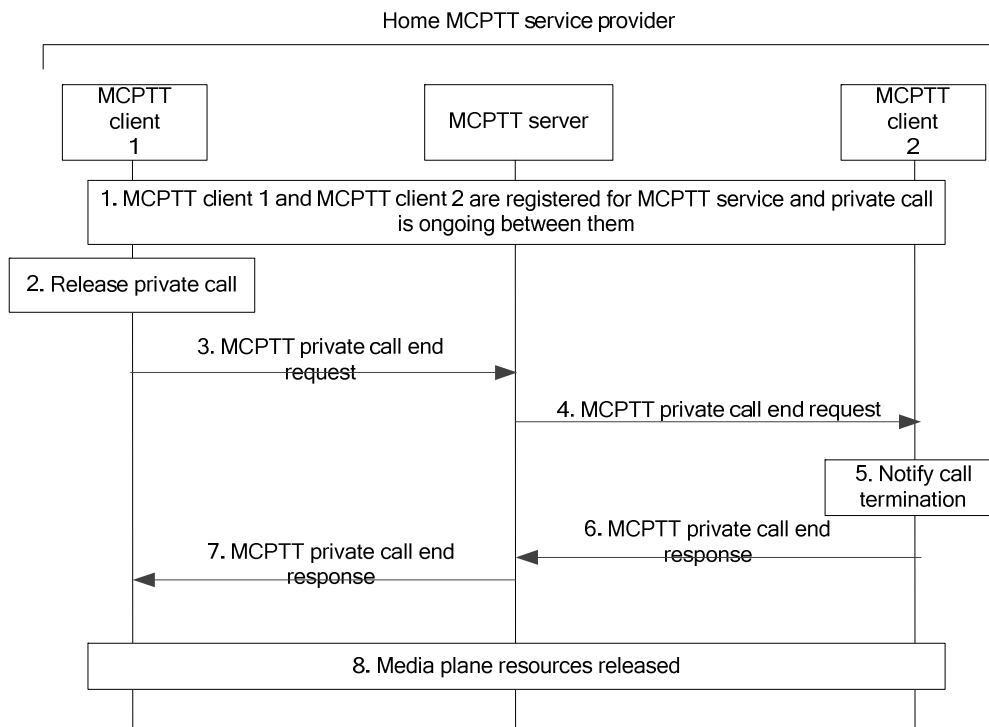 Home MCPTT service provider
MCPTT
client
1
MCPTT server
MCPTT
client
2
1. MCPTT client 1 and MCPTT client 2 are registered for MCPTT service and private call
is ongoing between them
2. Release private call
3. MCPTT private call end
request
4. MCPTT private call end request
5. Notify call
termination
6. MCPTT private call end
response
7. MCPTT private call end
response
8. Media plane resources released